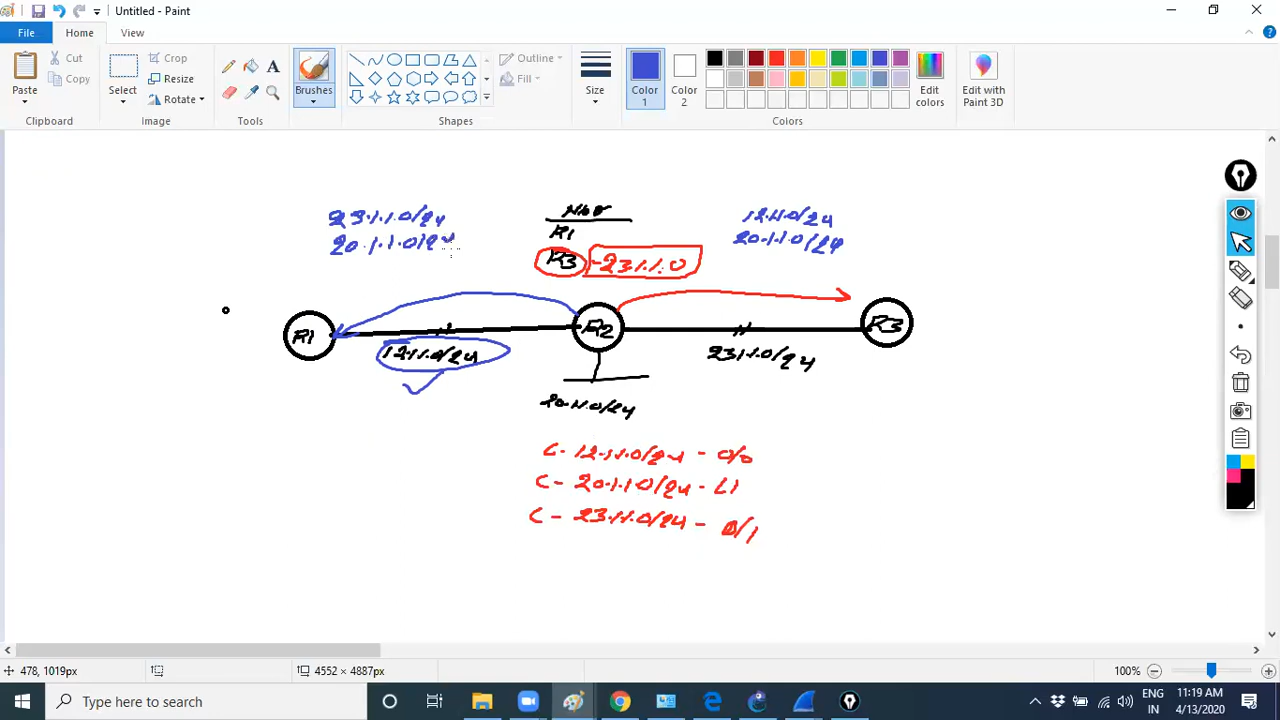 Untitled - Paint
File
Home
View
Paste
Cut
Copy
Clipboard
Select
Crop
Resize
Rotate
Image
Tools
Brushes
Shapes
Outline
Fill
Size
Color 1
Color 2
Edit colors
Edit with Paint 3D
Colors
23.1.1.0/24
20.1.1.0/24
Nbr
R1
R3 - 23.1.1.0
12.1.1.0/24
20.1.1.0/24
R1
R2
R3
12.1.1.0/24
23.1.1.0/24
20.1.1.0/24
C - 12.1.1.0/24 - 0/0
C - 20.1.1.0/24 - L1
C - 23.1.1.0/24 - 0/1
478, 1019px
4552 × 4887px
100%
Type here to search
ENG
IN
11:19 AM
4/13/2020